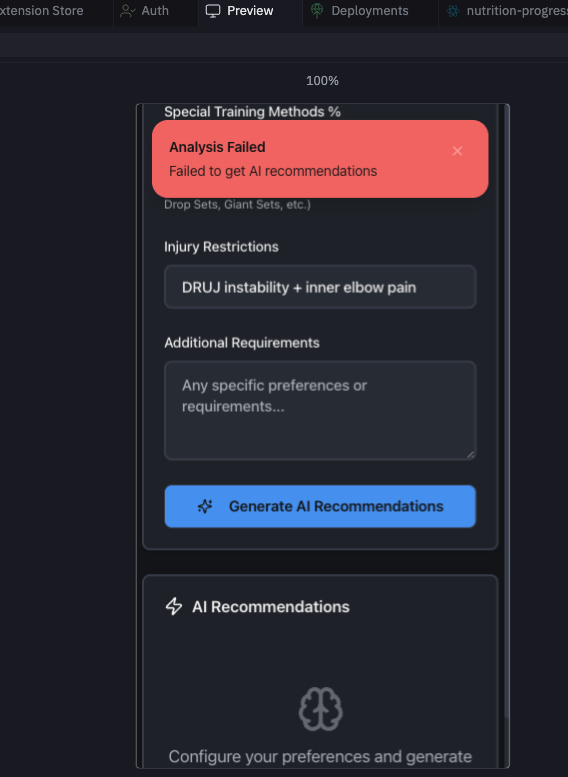 xtension Store
Auth
Preview
Deployments
nutrition-progress
100%
Special Training Methods %
Analysis Failed
Failed to get AI recommendations
Drop Sets, Giant Sets, etc.)
Injury Restrictions
DRUJ instability + inner elbow pain
Additional Requirements
Any specific preferences or
requirements...
Generate AI Recommendations
AI Recommendations
Configure your preferences and generate